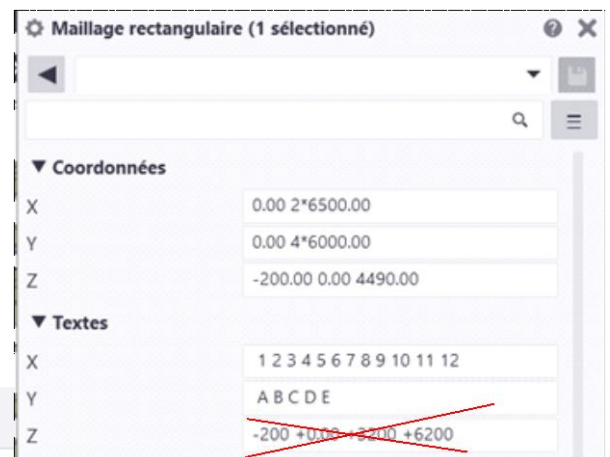 Maillage rectangulaire (1 sélectionné)
Coordonnées
X 0.00 2*6500.00
Y 0.00 4*6000.00
Z -200.00 0.00 4490.00
Textes
X 1 2 3 4 5 6 7 8 9 10 11 12
Y A B C D E
Z -200 +0.00 +3200 +6200